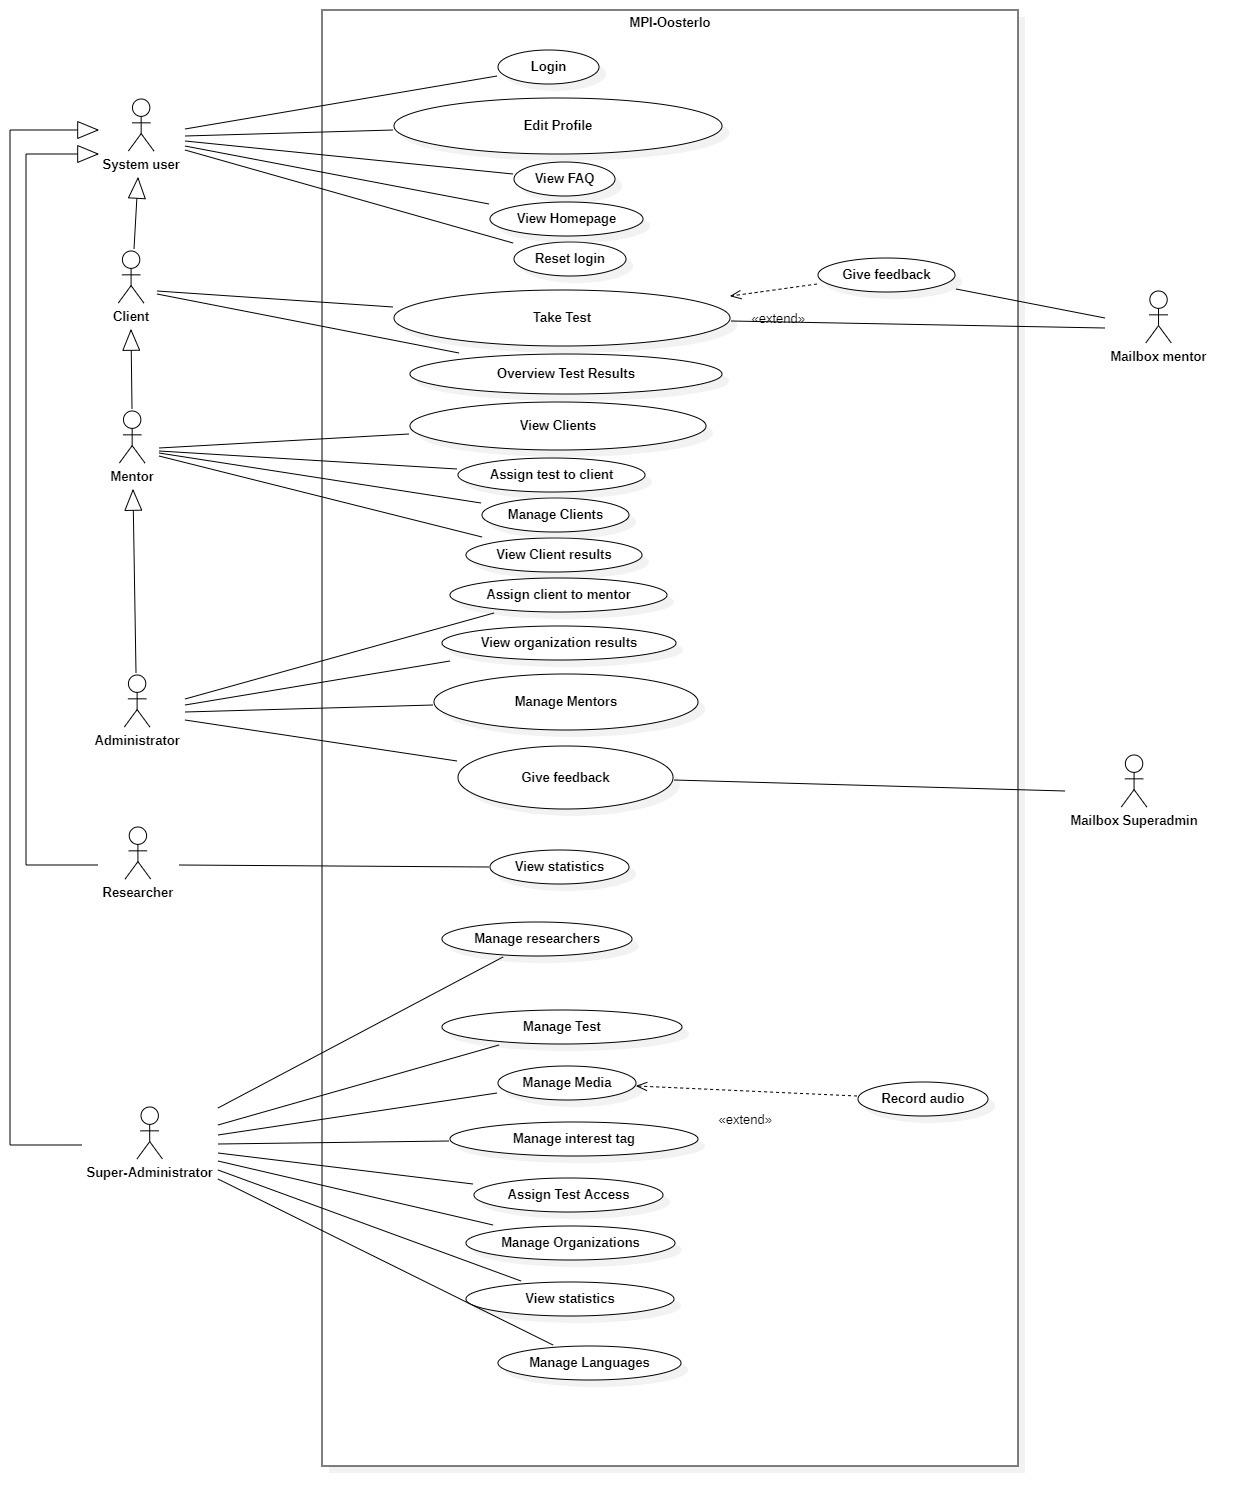 MPI-Oosterlo
Login
Edit Profile
System user
View FAQ
View Homepage
Reset login
Give feedback
Client
Take Test
«extend»
Mailbox mentor
Overview Test Results
View Clients
Mentor
Assign test to client
Manage Clients
View Client results
Assign client to mentor
View organization results
Manage Mentors
Administrator
Give feedback
Mailbox Superadmin
View statistics
Researcher
Manage researchers
Manage Test
Manage Media
Record audio
«extend»
Manage interest tag
Super-Administrator
Assign Test Access
Manage Organizations
View statistics
Manage Languages